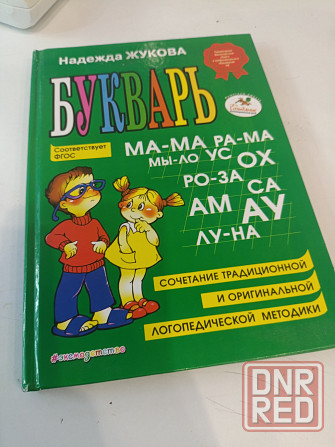 Надежда ЖУКОВА
БУКВАРЬ
Соответствует
ФГОС
МА-МА РА-МА
МЫ-ЛО УС ОХ
РО-ЗА СА
АМ АУ
ЛУ-НА
СОЧЕТАНИЕ ТРАДИЦИОННОЙ
И ОРИГИНАЛЬНОЙ
ЛОГОПЕДИЧЕСКОЙ МЕТОДИКИ
#эксмодетство
DNR
RED